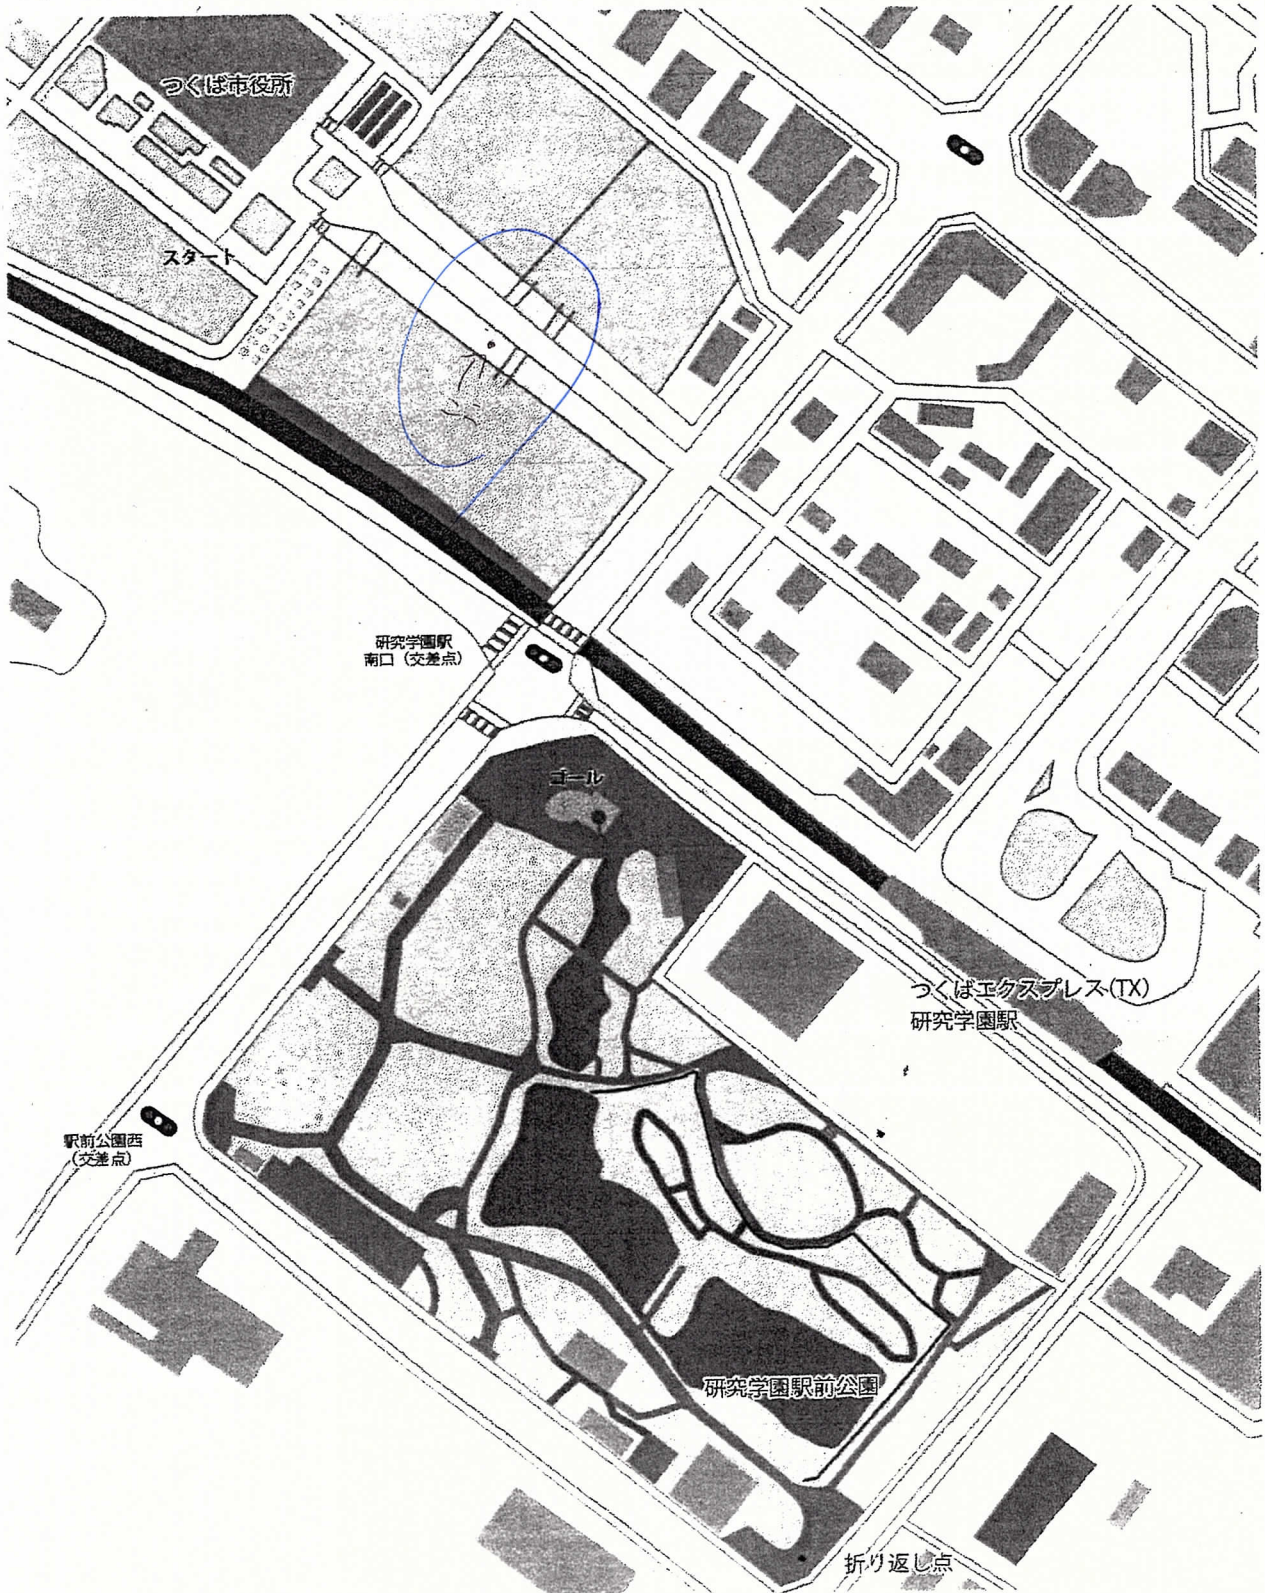 つくば市役所
スタート
研究学園駅
南口（交差点）
ゴール
つくばエクスプレス(TX)
研究学園駅
駅前公園西
（交差点）
研究学園駅前公園
折り返し点